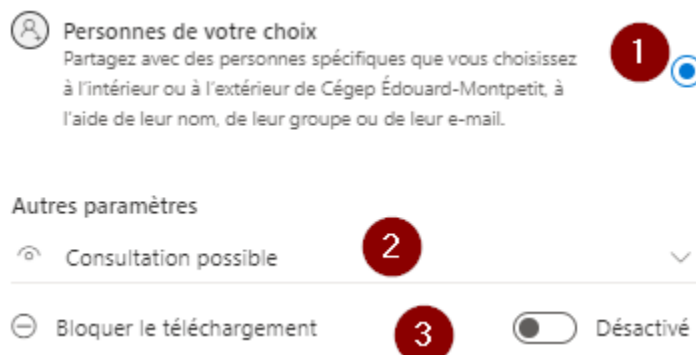 Personnes de votre choix
1
Partagez avec des personnes spécifiques que vous choisissez
à l'intérieur ou à l'extérieur de Cégep Édouard-Montpetit, à
l'aide de leur nom, de leur groupe ou de leur e-mail.
Autres paramètres
Consultation possible 2
Bloquer le téléchargement 3 Désactivé